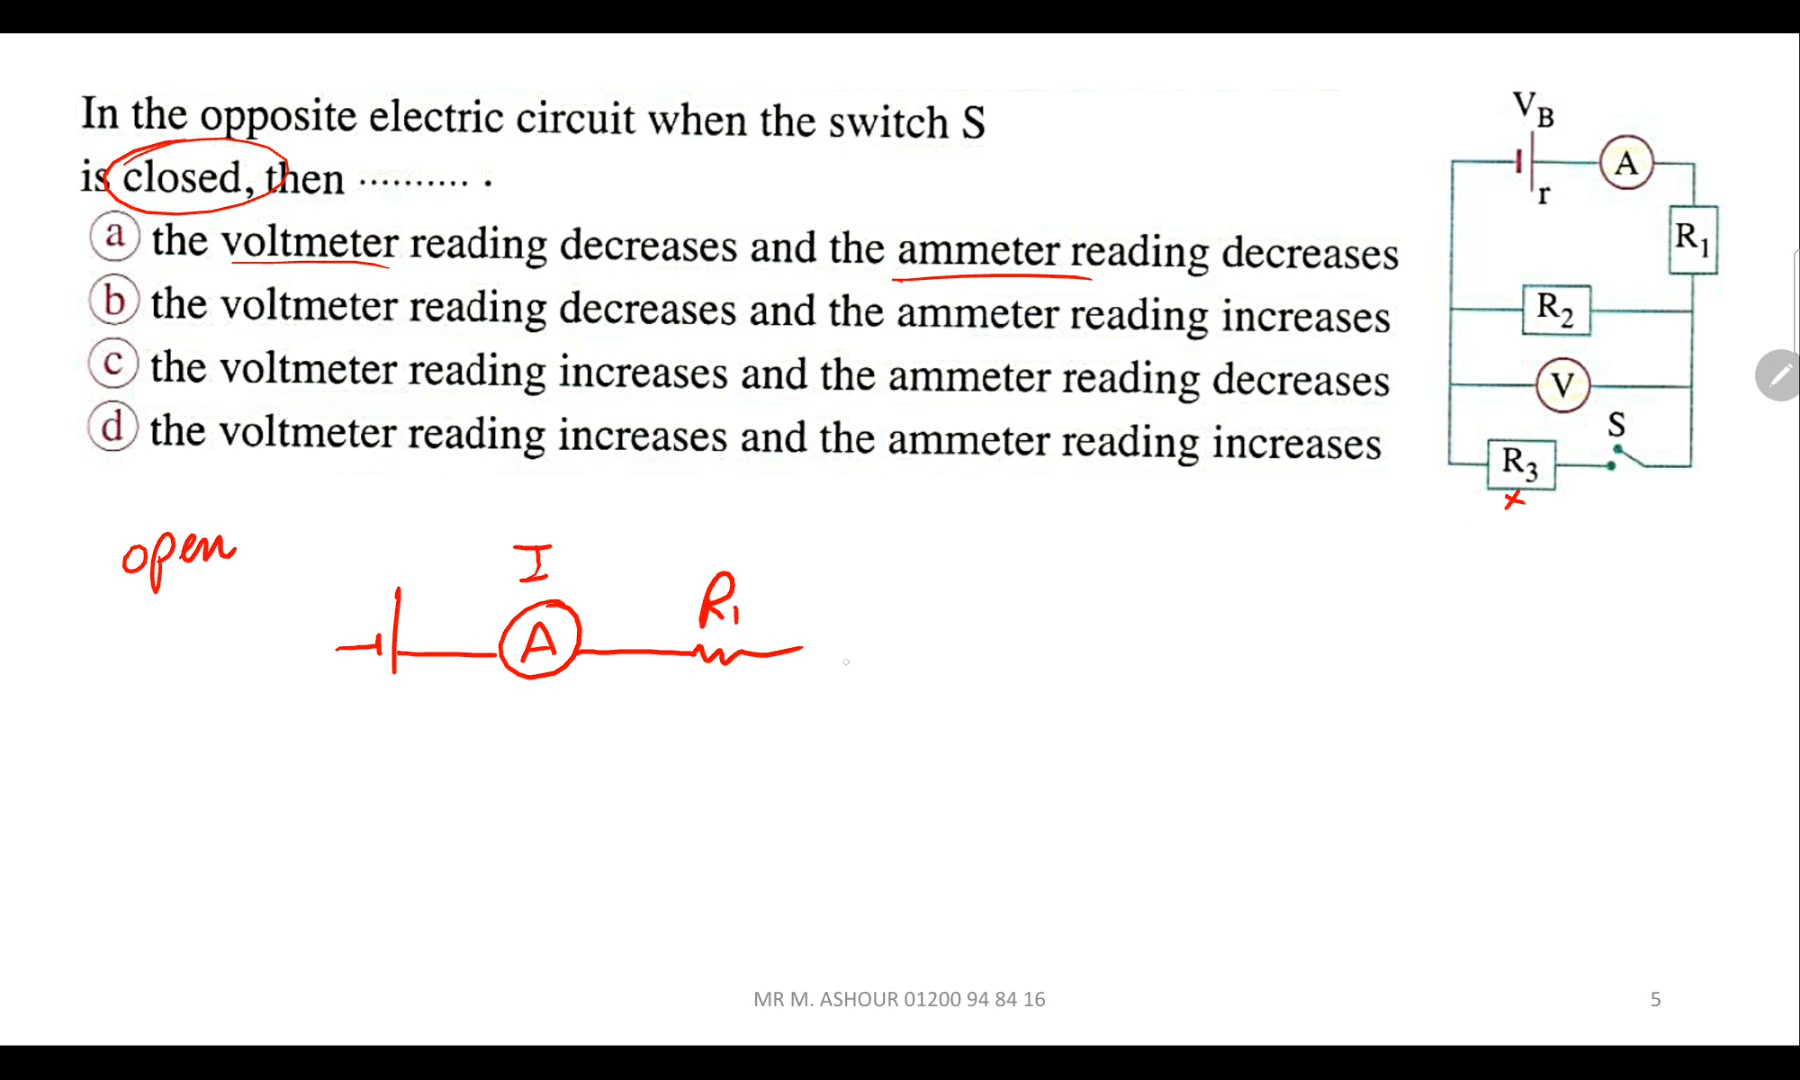 In the opposite electric circuit when the switch S
is closed, then .......... .
a the voltmeter reading decreases and the ammeter reading decreases
b the voltmeter reading decreases and the ammeter reading increases
c the voltmeter reading increases and the ammeter reading decreases
d the voltmeter reading increases and the ammeter reading increases
V_B
A
r
R₁
R₂
V
S
R₃
x
open
I
R₁
A
MR M. ASHOUR 01200 94 84 16
5